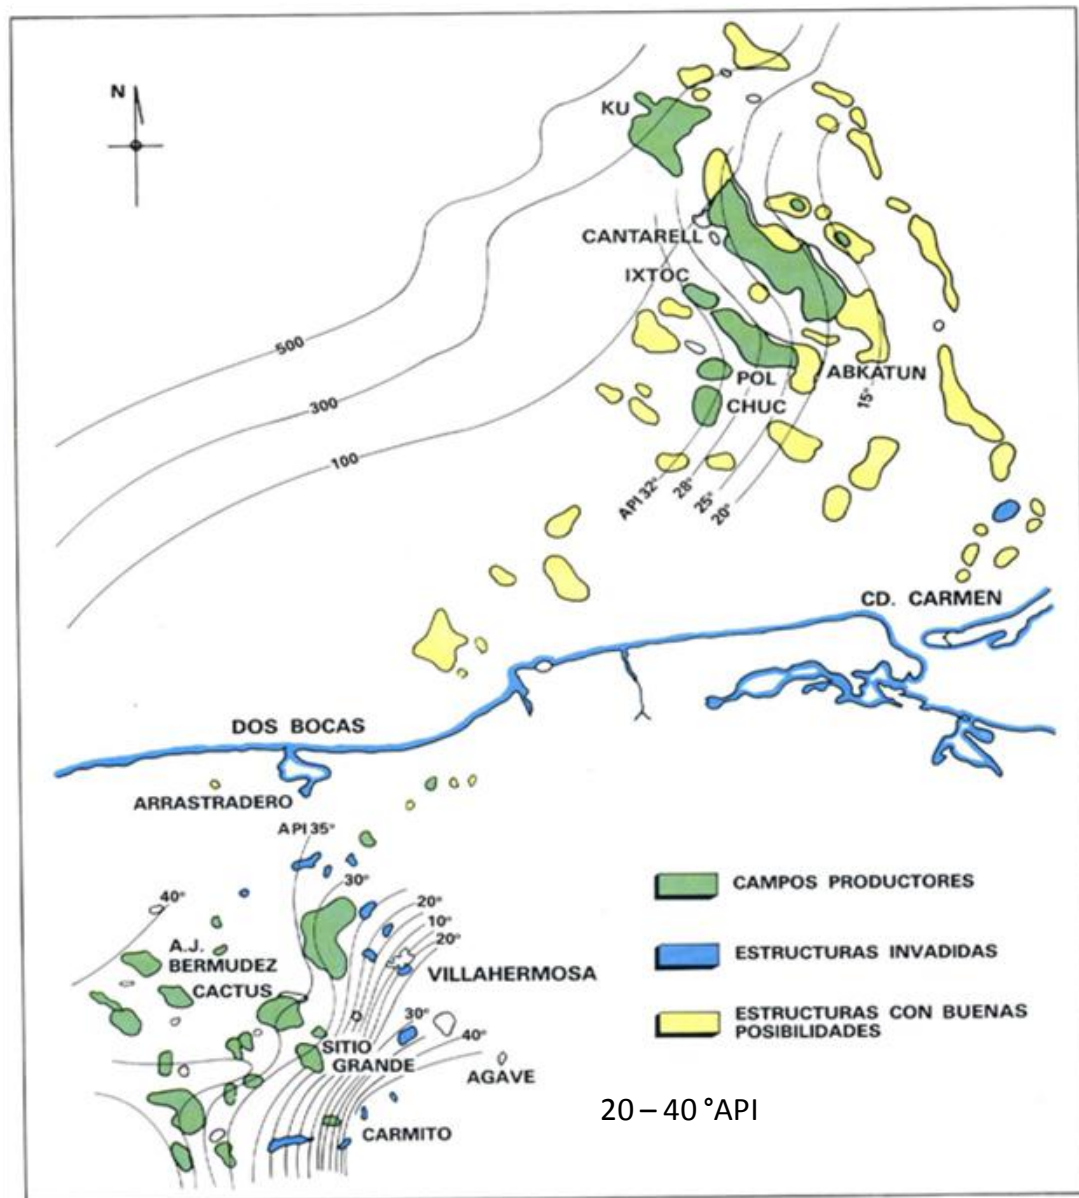 N
KU
CANTARELL
IXTOC
500
300
100
POL
ABKATUN
15°
CHUC
API 32°
28°
25°
20°
CD. CARMEN
DOS BOCAS
ARRASTRADERO
API 35°
30°
40°
20°
10°
20°
A.J.
BERMUDEZ
VILLAHERMOSA
CACTUS
30°
40°
SITIO
GRANDE
AGAVE
CARMITO
CAMPOS PRODUCTORES
ESTRUCTURAS INVADIDAS
ESTRUCTURAS CON BUENAS
POSIBILIDADES
20 – 40 °API